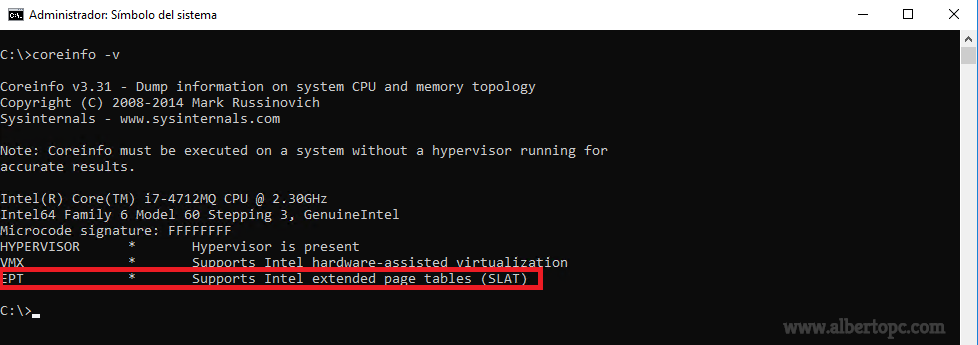 Administrador: Símbolo del sistema
C:\>coreinfo -v
Coreinfo v3.31 - Dump information on system CPU and memory topology
Copyright (C) 2008-2014 Mark Russinovich
Sysinternals - www.sysinternals.com
Note: Coreinfo must be executed on a system without a hypervisor running for
accurate results.
Intel(R) Core(TM) i7-4712MQ CPU @ 2.30GHz
Intel64 Family 6 Model 60 Stepping 3, GenuineIntel
Microcode signature: FFFFFFFF
HYPERVISOR * Hypervisor is present
VMX * Supports Intel hardware-assisted virtualization
EPT * Supports Intel extended page tables (SLAT)
C:\>
www.albertopc.com